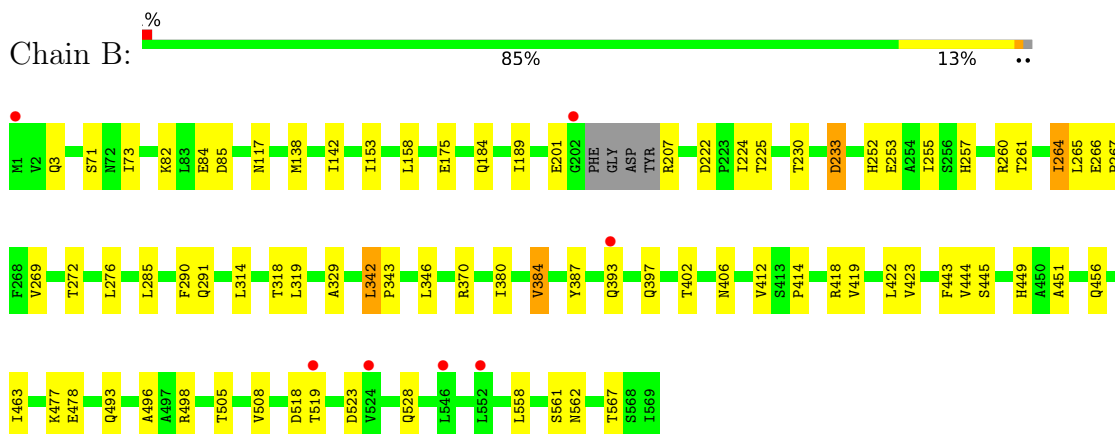 .%
Chain B:
85%
13%
..
M1 V2 Q3 S71 N72 I73 K82 L83 E84 D85 N117 M138 I142 I153 L158 E175 Q184 I189 E201 G202 PHE GLY ASP TYR R207 D222 P223 I224 T225 T230 D233 H252 E253 A254 I255 S256 H257 R260 T261 I264 L265 E266
F268 V269 T272 L276 L285 F290 Q291 L314 T318 L319 A329 L342 P343 L346 R370 I380 V384 Y387 Q393 Q397 T402 N406 V412 S413 P414 R418 V419 L422 V423 F443 V444 S445 H449 A450 A451 Q456
I463 K477 E478 Q493 A496 A497 R498 T505 V508 D518 T519 D523 V524 Q528 L546 L552 L558 S561 N562 T567 S568 I569